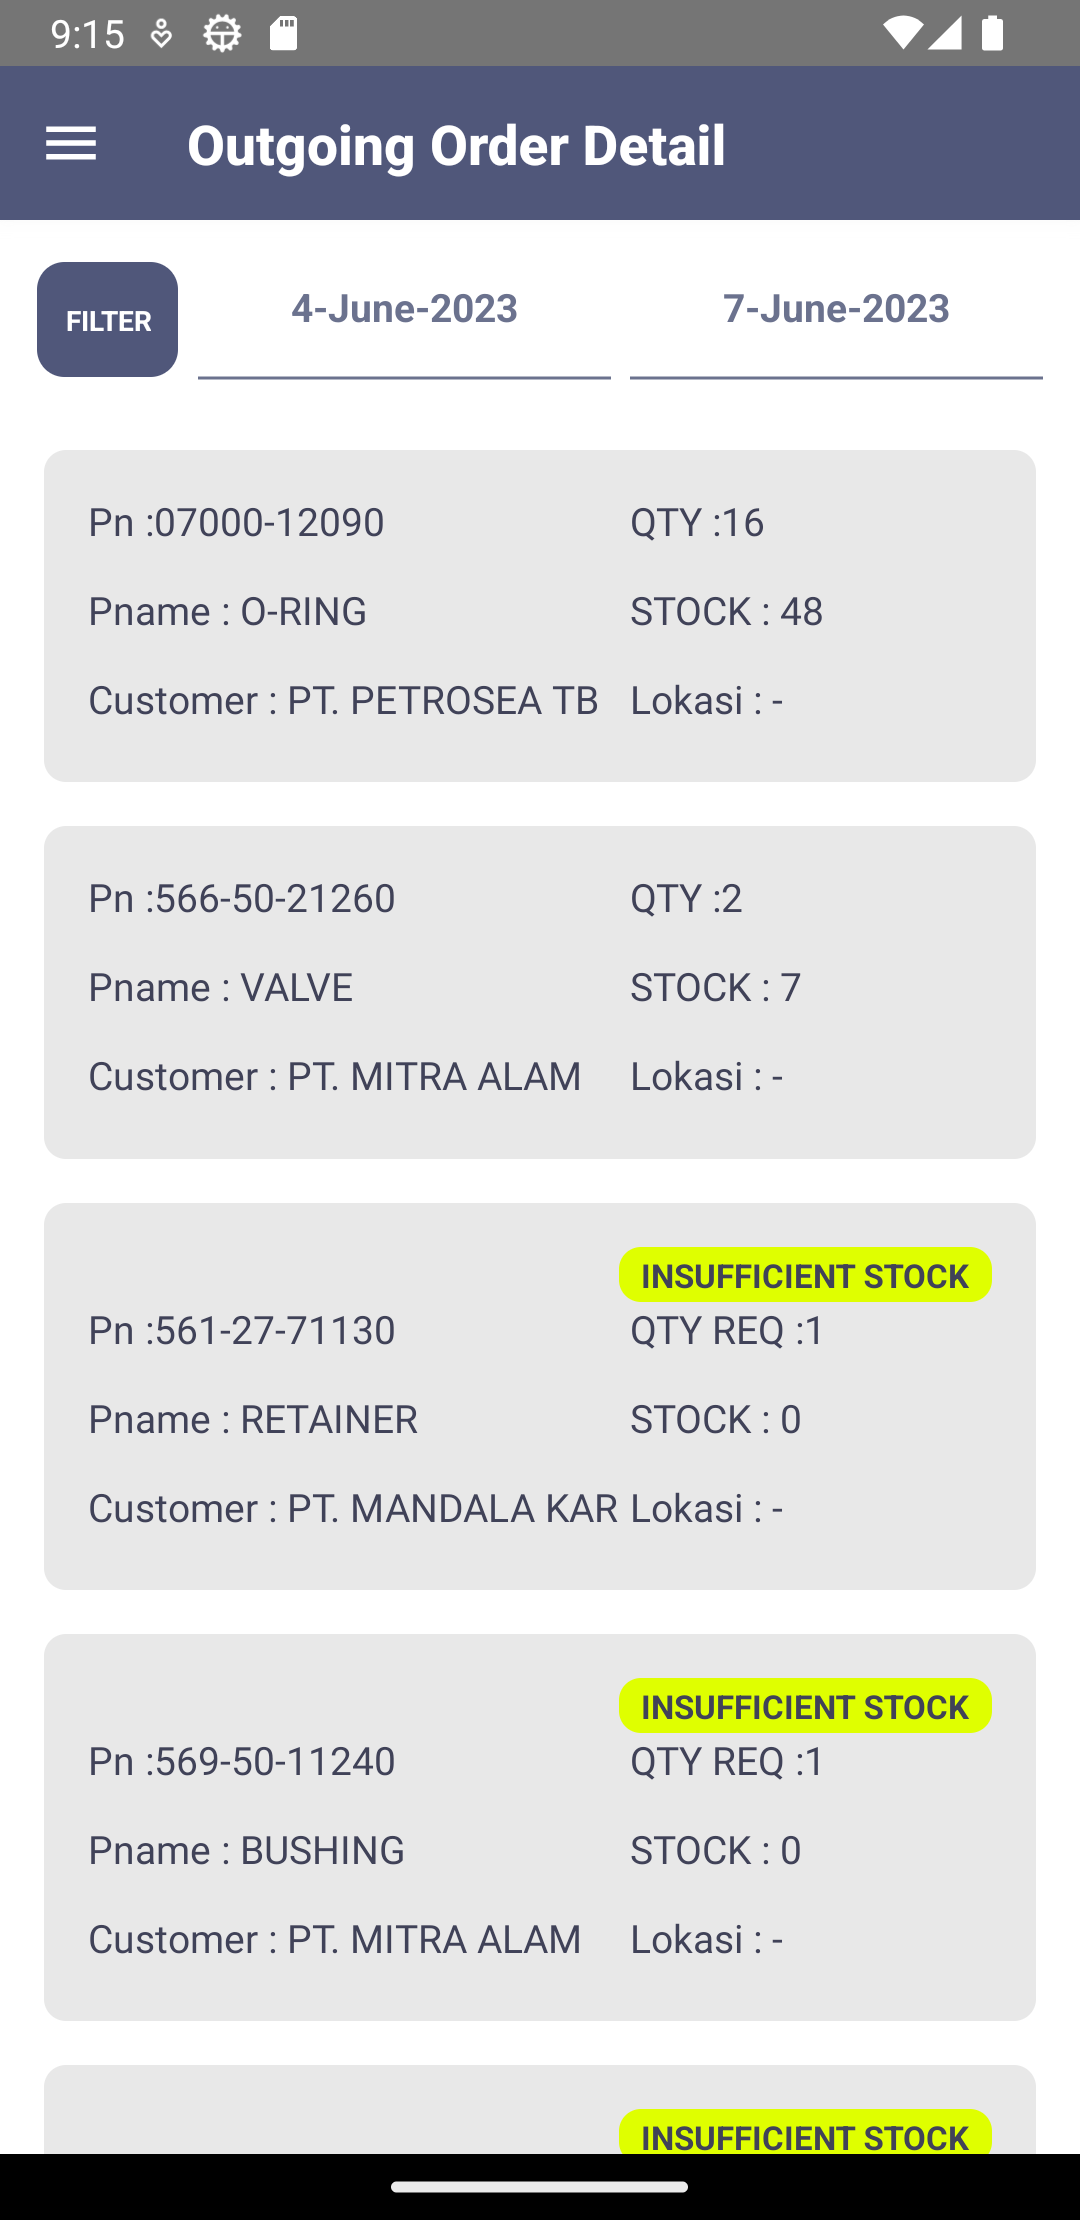 9:15
Outgoing Order Detail
FILTER
4-June-2023
7-June-2023
Pn :07000-12090
QTY :16
Pname : O-RING
STOCK : 48
Customer : PT. PETROSEA TB
Lokasi : -
Pn :566-50-21260
QTY :2
Pname : VALVE
STOCK : 7
Customer : PT. MITRA ALAM
Lokasi : -
INSUFFICIENT STOCK
Pn :561-27-71130
QTY REQ :1
Pname : RETAINER
STOCK : 0
Customer : PT. MANDALA KAR
Lokasi : -
INSUFFICIENT STOCK
Pn :569-50-11240
QTY REQ :1
Pname : BUSHING
STOCK : 0
Customer : PT. MITRA ALAM
Lokasi : -
INSUFFICIENT STOCK